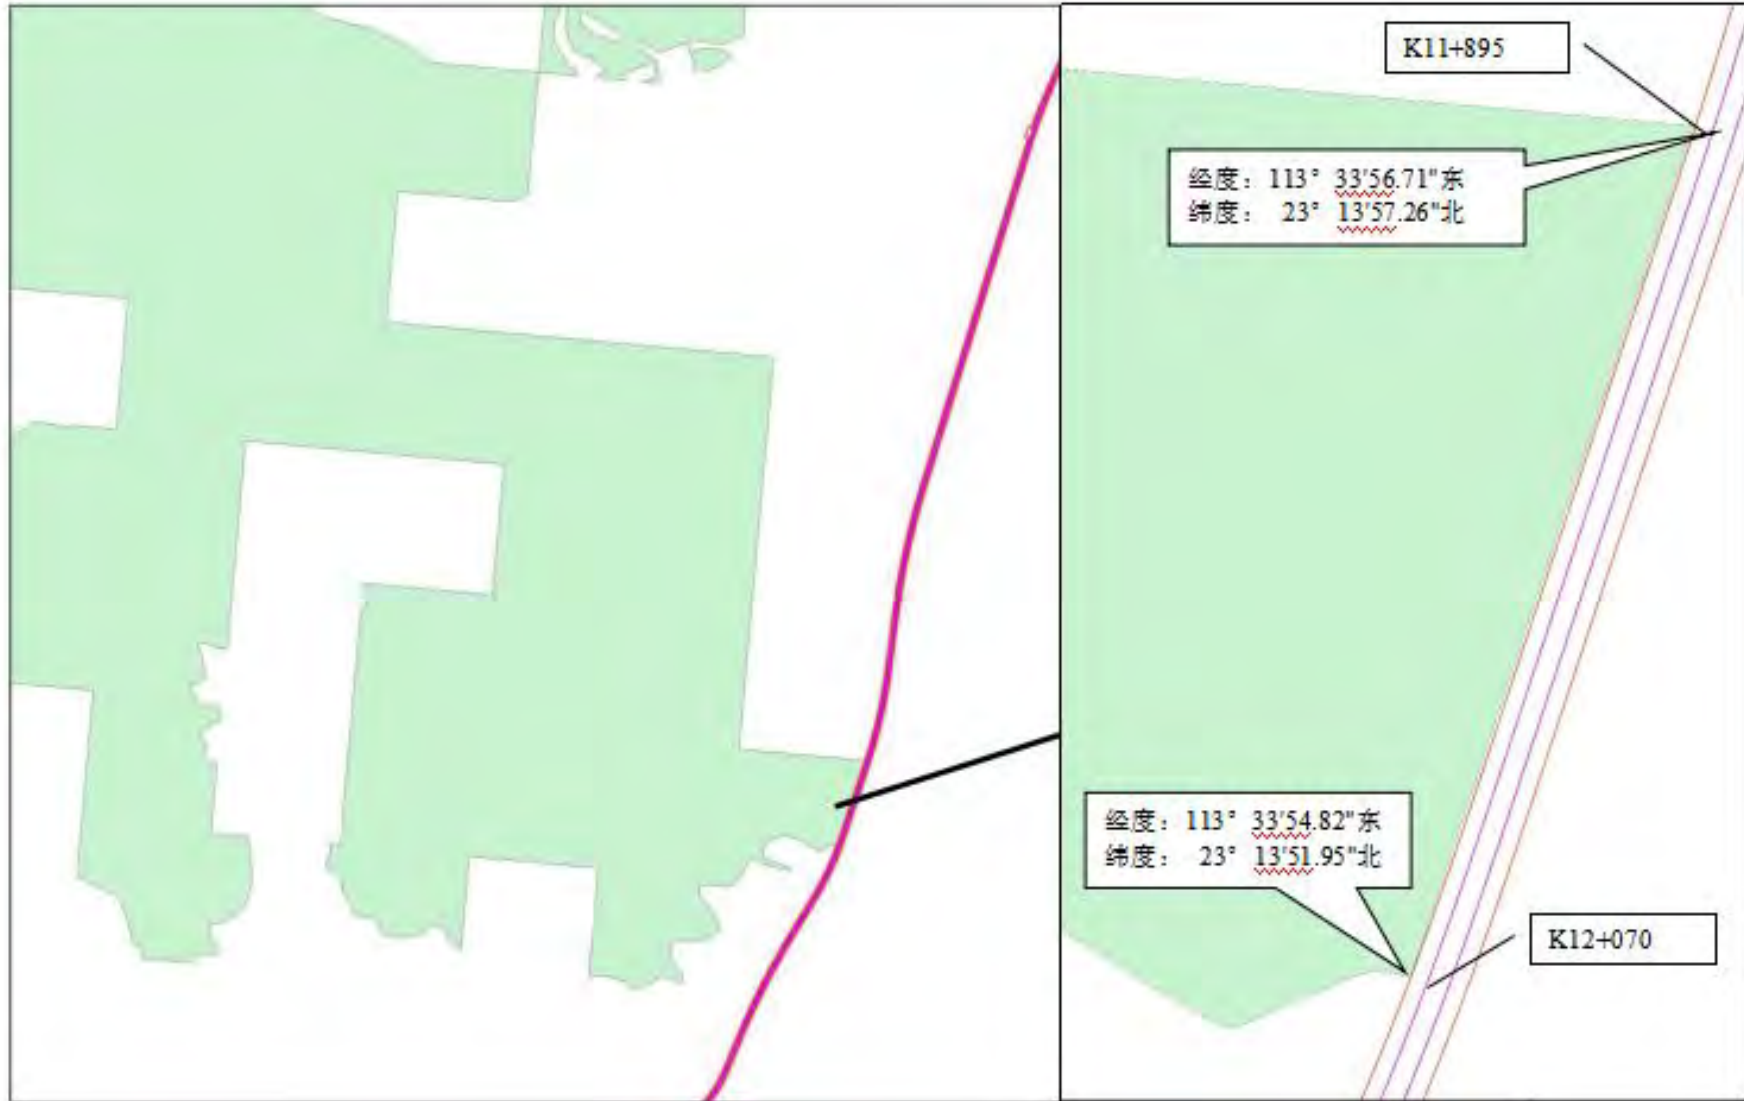 K11+895
经度：113° 33'56.71"东
纬度： 23° 13'57.26"北
经度：113° 33'54.82"东
纬度： 23° 13'51.95"北
K12+070